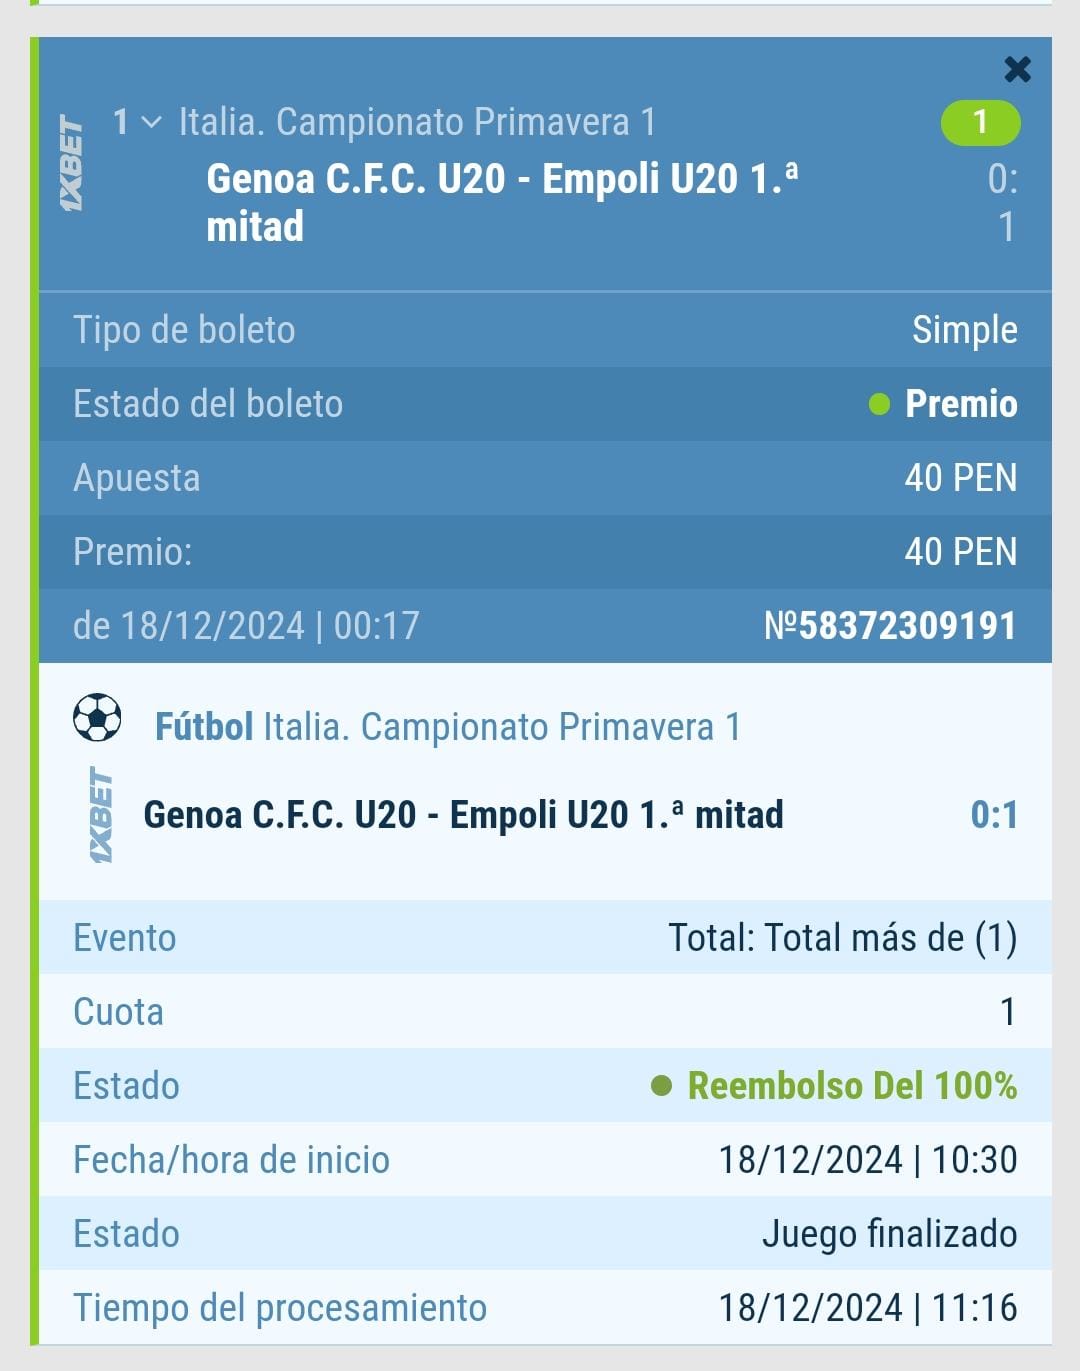 1XBET
1 Italia. Campionato Primavera 1 1
Genoa C.F.C. U20 - Empoli U20 1.ª 0:
mitad 1
Tipo de boleto Simple
Estado del boleto Premio
Apuesta 40 PEN
Premio: 40 PEN
de 18/12/2024 | 00:17 №58372309191
Fútbol Italia. Campionato Primavera 1
1XBET
Genoa C.F.C. U20 - Empoli U20 1.ª mitad 0:1
Evento Total: Total más de (1)
Cuota 1
Estado Reembolso Del 100%
Fecha/hora de inicio 18/12/2024 | 10:30
Estado Juego finalizado
Tiempo del procesamiento 18/12/2024 | 11:16